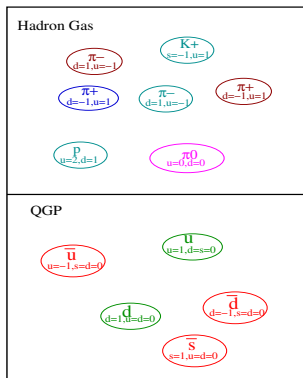 Hadron Gas
K+
s=−1,u=1
π−
d=1,u=−1
π+
d=−1,u=1
π−
d=1,u=−1
π+
d=−1,u=1
p
u=2,d=1
π0
u=0,d=0
QGP
u
u=1,d=s=0
u̅
u=−1,s=d=0
d̅
d=−1,s=d=0
d
d=1,u=d=0
s̅
s=1,u=d=0